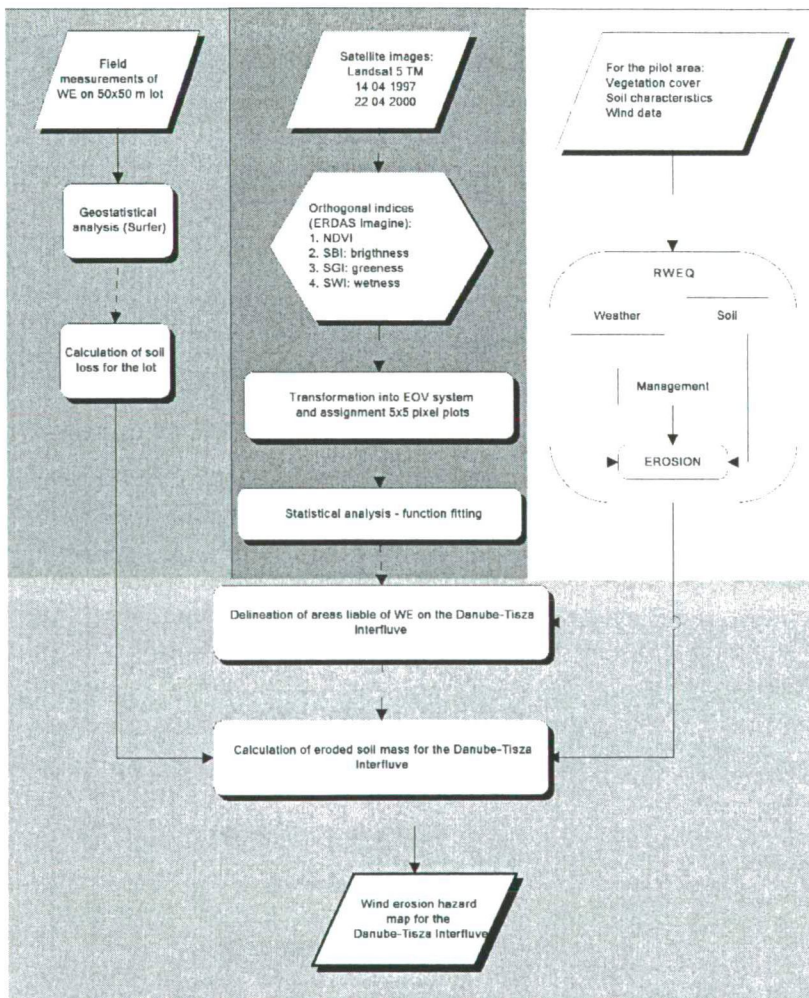 Field
measurements of
WE on 50x50 m lot
Geostatistical
analysis (Surfer)
Calculation of soil
loss for the lot
Satellite images:
Landsat 5 TM
14 04 1997
22 04 2000
Orthogonal indices
(ERDAS Imagine):
1. NDVI
2. SBI: brigthness
3. SGI: greeness
4. SWI: wetness
Transformation into EOV system
and assignment 5x5 pixel plots
Statistical analysis - function fitting
For the pilot area:
Vegetation cover
Soil characteristics
Wind data
RWEQ
Weather
Soil
Management
EROSION
Delineation of areas liable of WE on the Danube-Tisza
Interfluve
Calculation of eroded soil mass for the Danube-Tisza
Interfluve
Wind erosion hazard
map for the
Danube-Tisza Interfluve